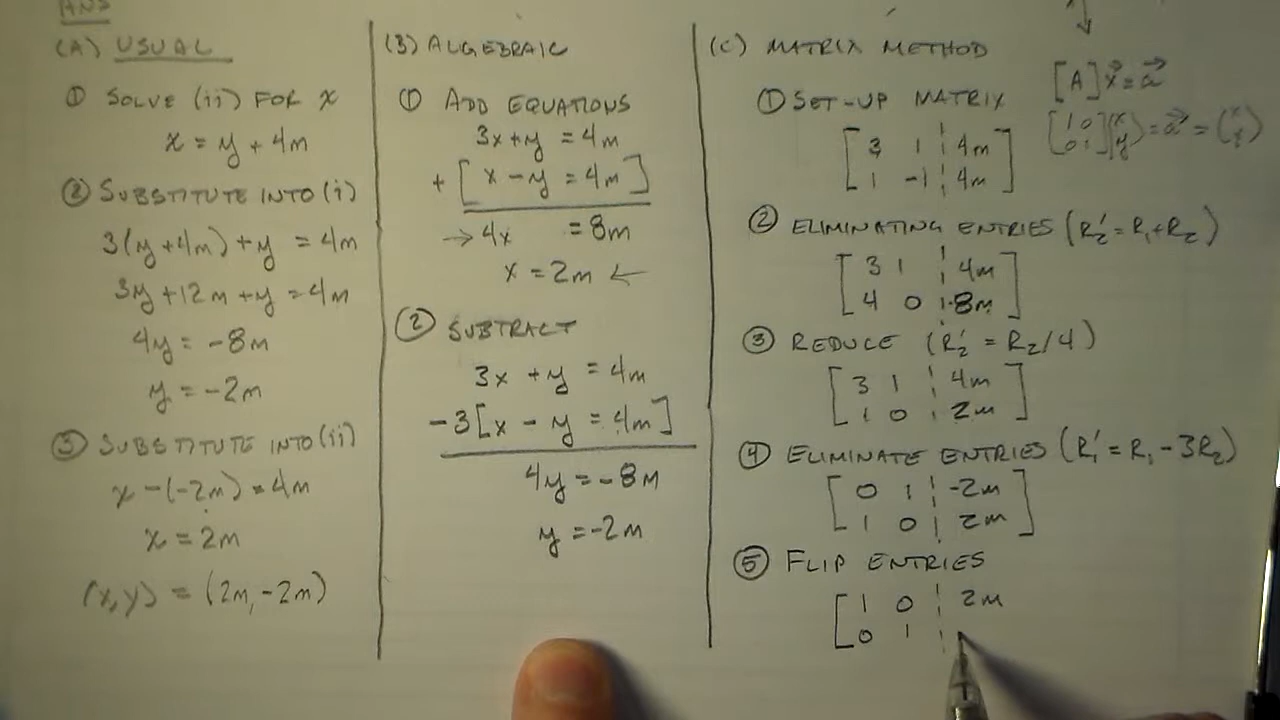 ANS
(A) USUAL
① SOLVE (ii) FOR x
x = y + 4m
② SUBSTITUTE INTO (i)
3(y+4m) + y = 4m
3y + 12m + y = 4m
4y = -8m
y = -2m
③ SUBSTITUTE INTO (ii)
x - (-2m) = 4m
x = 2m
(x,y) = (2m, -2m)
(B) ALGEBRAIC
① ADD EQUATIONS
3x + y = 4m
+ [x - y = 4m]
→ 4x = 8m
x = 2m ←
② SUBTRACT
3x + y = 4m
-3[x - y = 4m]
4y = -8m
y = -2m
(C) MATRIX METHOD
① SET-UP MATRIX
[ 3 1 ¦ 4m
1 -1 ¦ 4m ]
② ELIMINATING ENTRIES (R₂' = R₁+R₂)
[ 3 1 ¦ 4m
4 0 ¦ 8m ]
③ REDUCE (R₂' = R₂/4)
[ 3 1 ¦ 4m
1 0 ¦ 2m ]
④ ELIMINATE ENTRIES (R₁' = R₁ - 3R₂)
[ 0 1 ¦ -2m
1 0 ¦ 2m ]
⑤ FLIP ENTRIES
[ 1 0 ¦ 2m
0 1 ¦
[A]x⃗ = a⃗
[1 0
0 1](x
y) = a⃗ = (x